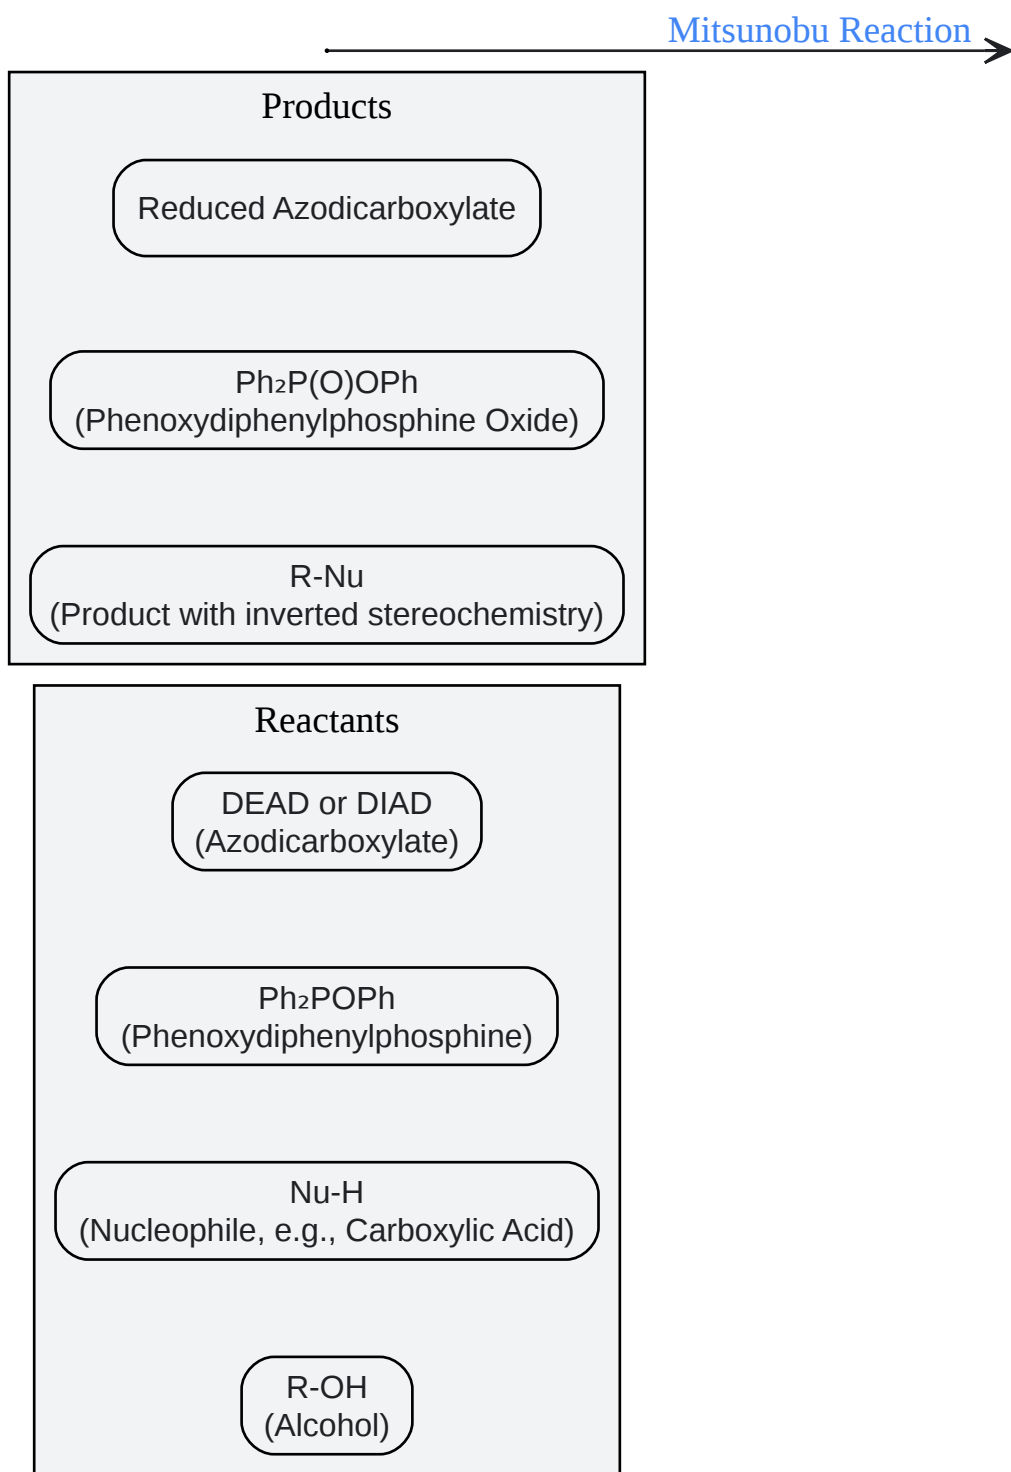 Mitsunobu Reaction
Products
Reduced Azodicarboxylate
Ph₂P(O)OPh
(Phenoxydiphenylphosphine Oxide)
R-Nu
(Product with inverted stereochemistry)
Reactants
DEAD or DIAD
(Azodicarboxylate)
Ph₂POPh
(Phenoxydiphenylphosphine)
Nu-H
(Nucleophile, e.g., Carboxylic Acid)
R-OH
(Alcohol)